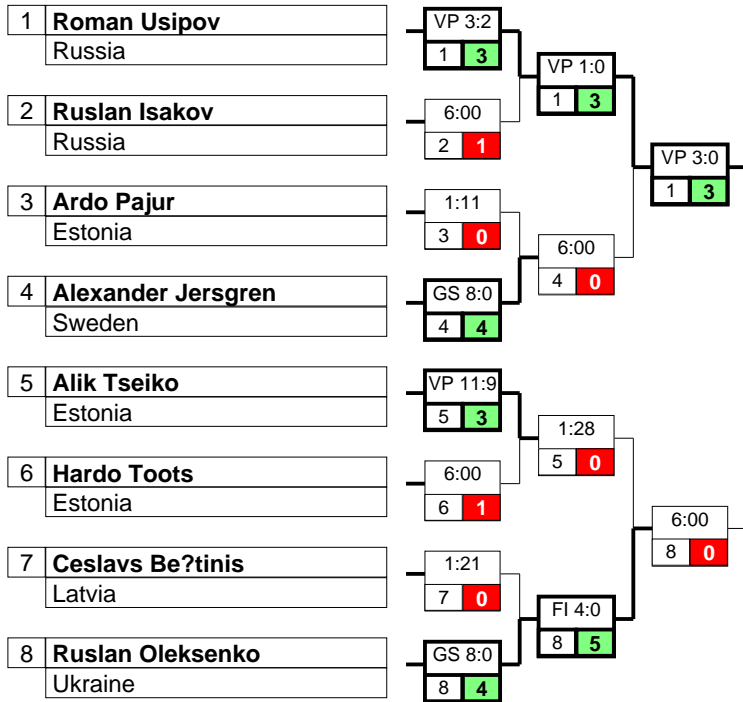 1 Roman Usipov
Russia
VP 3:2
1 3
VP 1:0
1 3
2 Ruslan Isakov
Russia
6:00
2 1
VP 3:0
1 3
3 Ardo Pajur
Estonia
1:11
3 0
6:00
4 0
4 Alexander Jersgren
Sweden
GS 8:0
4 4
5 Alik Tseiko
Estonia
VP 11:9
5 3
1:28
5 0
6 Hardo Toots
Estonia
6:00
6 1
6:00
8 0
7 Ceslavs Be?tinis
Latvia
1:21
7 0
FI 4:0
8 5
8 Ruslan Oleksenko
Ukraine
GS 8:0
8 4